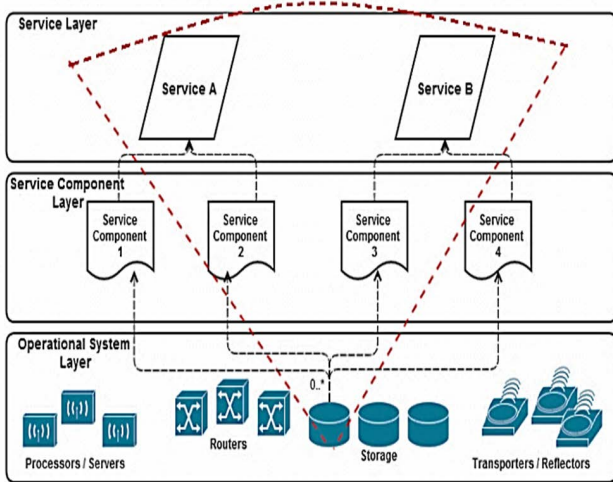 Service Layer
Service A
Service B
Service Component
Layer
Service
Component
1
Service
Component
2
Service
Component
3
Service
Component
4
Operational System
Layer
0..*
Processors / Servers
Routers
Storage
Transporters / Reflectors